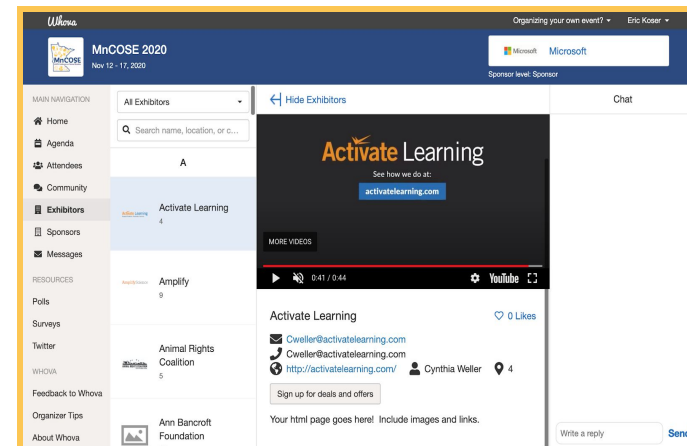 Whova
Organizing your own event?
Eric Koser
MnCOSE
MnCOSE 2020
Nov 12 - 17, 2020
Microsoft
Microsoft
Sponsor level: Sponsor
MAIN NAVIGATION
Home
Agenda
Attendees
Community
Exhibitors
Sponsors
Messages
RESOURCES
Polls
Surveys
Twitter
WHOVA
Feedback to Whova
Organizer Tips
About Whova
All Exhibitors
Search name, location, or c...
A
Activate Learning
4
Amplify
9
Animal Rights
Coalition
5
Ann Bancroft
Foundation
Hide Exhibitors
Activate Learning
See how we do at:
activatelearning.com
MORE VIDEOS
0:41 / 0:44
YouTube
Activate Learning
0 Likes
Cweller@activatelearning.com
Cweller@activatelearning.com
http://activatelearning.com/ Cynthia Weller 4
Sign up for deals and offers
Your html page goes here! Include images and links.
Chat
Write a reply
Send